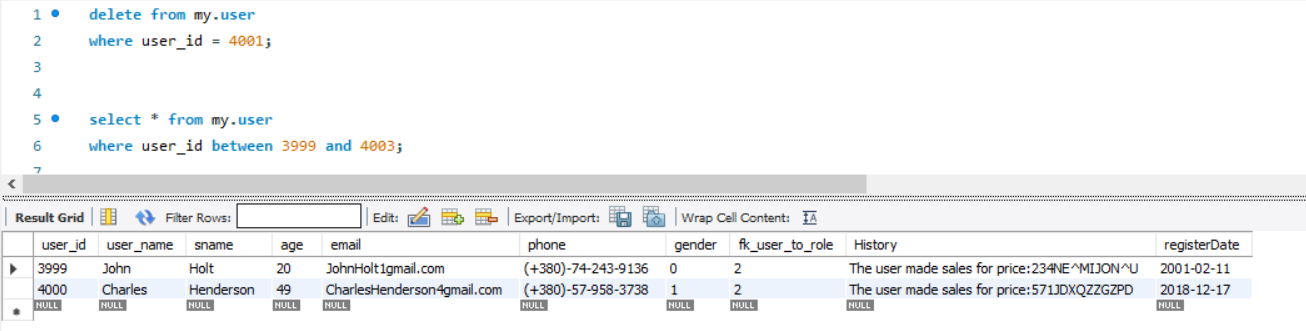 1 delete from my.user
2 where user_id = 4001;
3
4
5 select * from my.user
6 where user_id between 3999 and 4003;
7
Result Grid Filter Rows: Edit: Export/Import: Wrap Cell Content: IA
user_id user_name sname age email phone gender fk_user_to_role History registerDate
3999 John Holt 20 JohnHolt1gmail.com (+380)-74-243-9136 0 2 The user made sales for price:234NE^MIJON^U 2001-02-11
4000 Charles Henderson 49 CharlesHenderson4gmail.com (+380)-57-958-3738 1 2 The user made sales for price:571JDXQZZGZPD 2018-12-17
NULL NULL NULL NULL NULL NULL NULL NULL NULL NULL